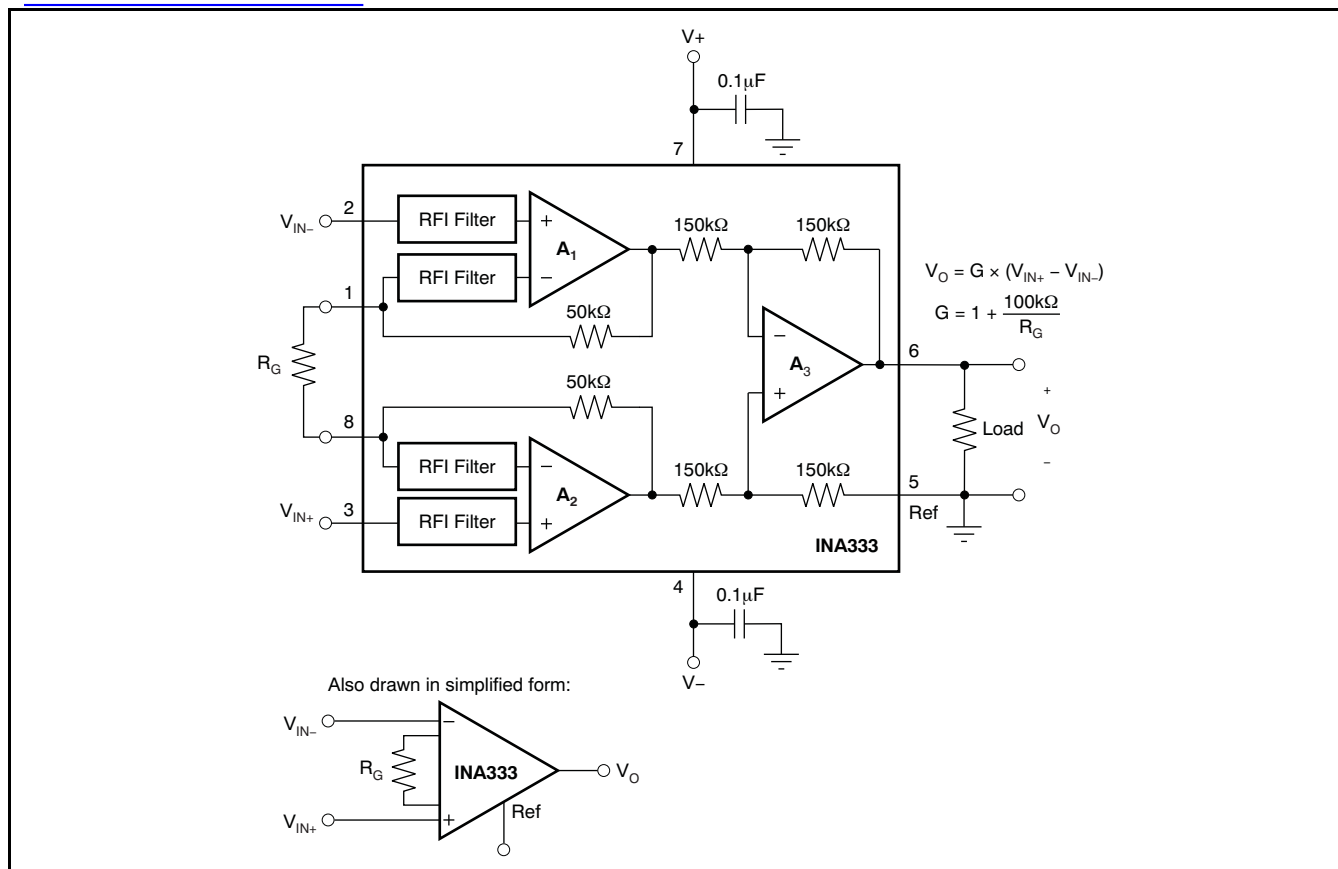 V+
0.1μF
7
2
V_IN−
RFI Filter
+
A_1
150kΩ
150kΩ
RFI Filter
−
V_O = G × (V_IN+ − V_IN−)
1
50kΩ
G = 1 + 100kΩ / R_G
−
6
R_G
A_3
+
50kΩ
+
8
Load
V_O
RFI Filter
−
150kΩ
150kΩ
−
A_2
5
V_IN+
3
RFI Filter
+
Ref
INA333
4
0.1μF
V−
Also drawn in simplified form:
V_IN−
−
R_G
INA333
V_O
Ref
V_IN+
+